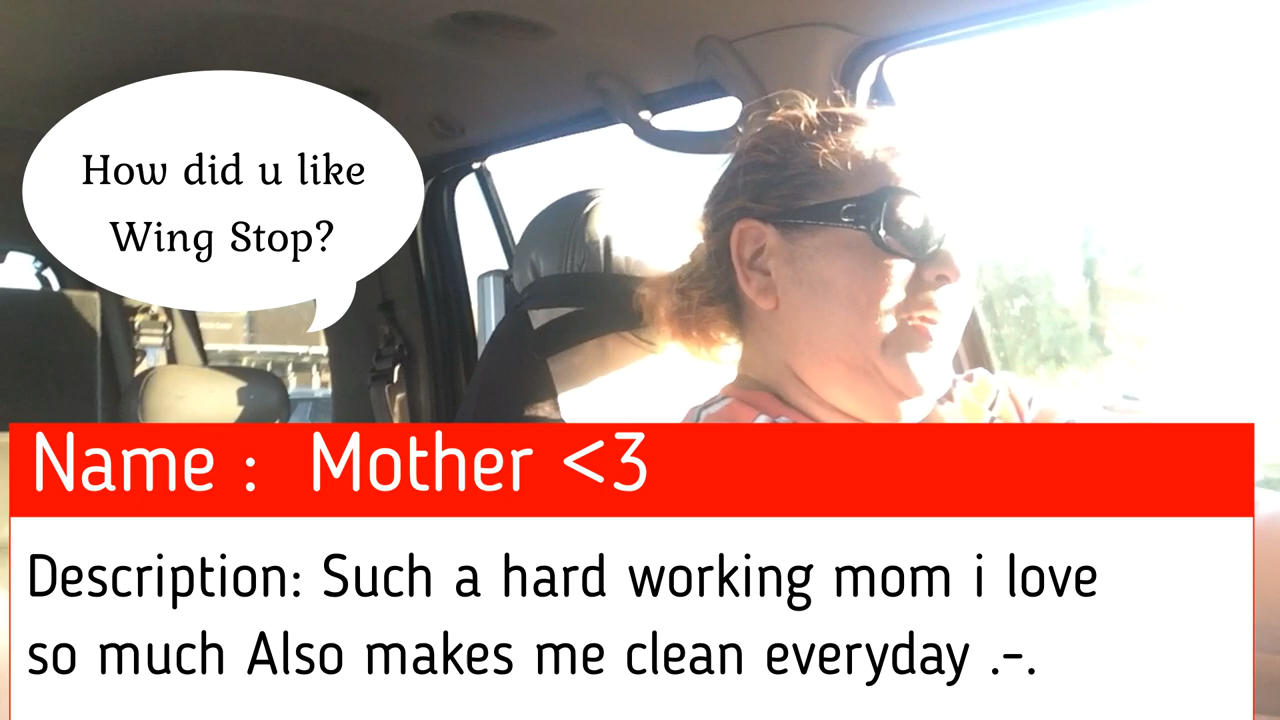 How did u like
Wing Stop?
Name : Mother <3
Description: Such a hard working mom i love
so much Also makes me clean everyday .-.